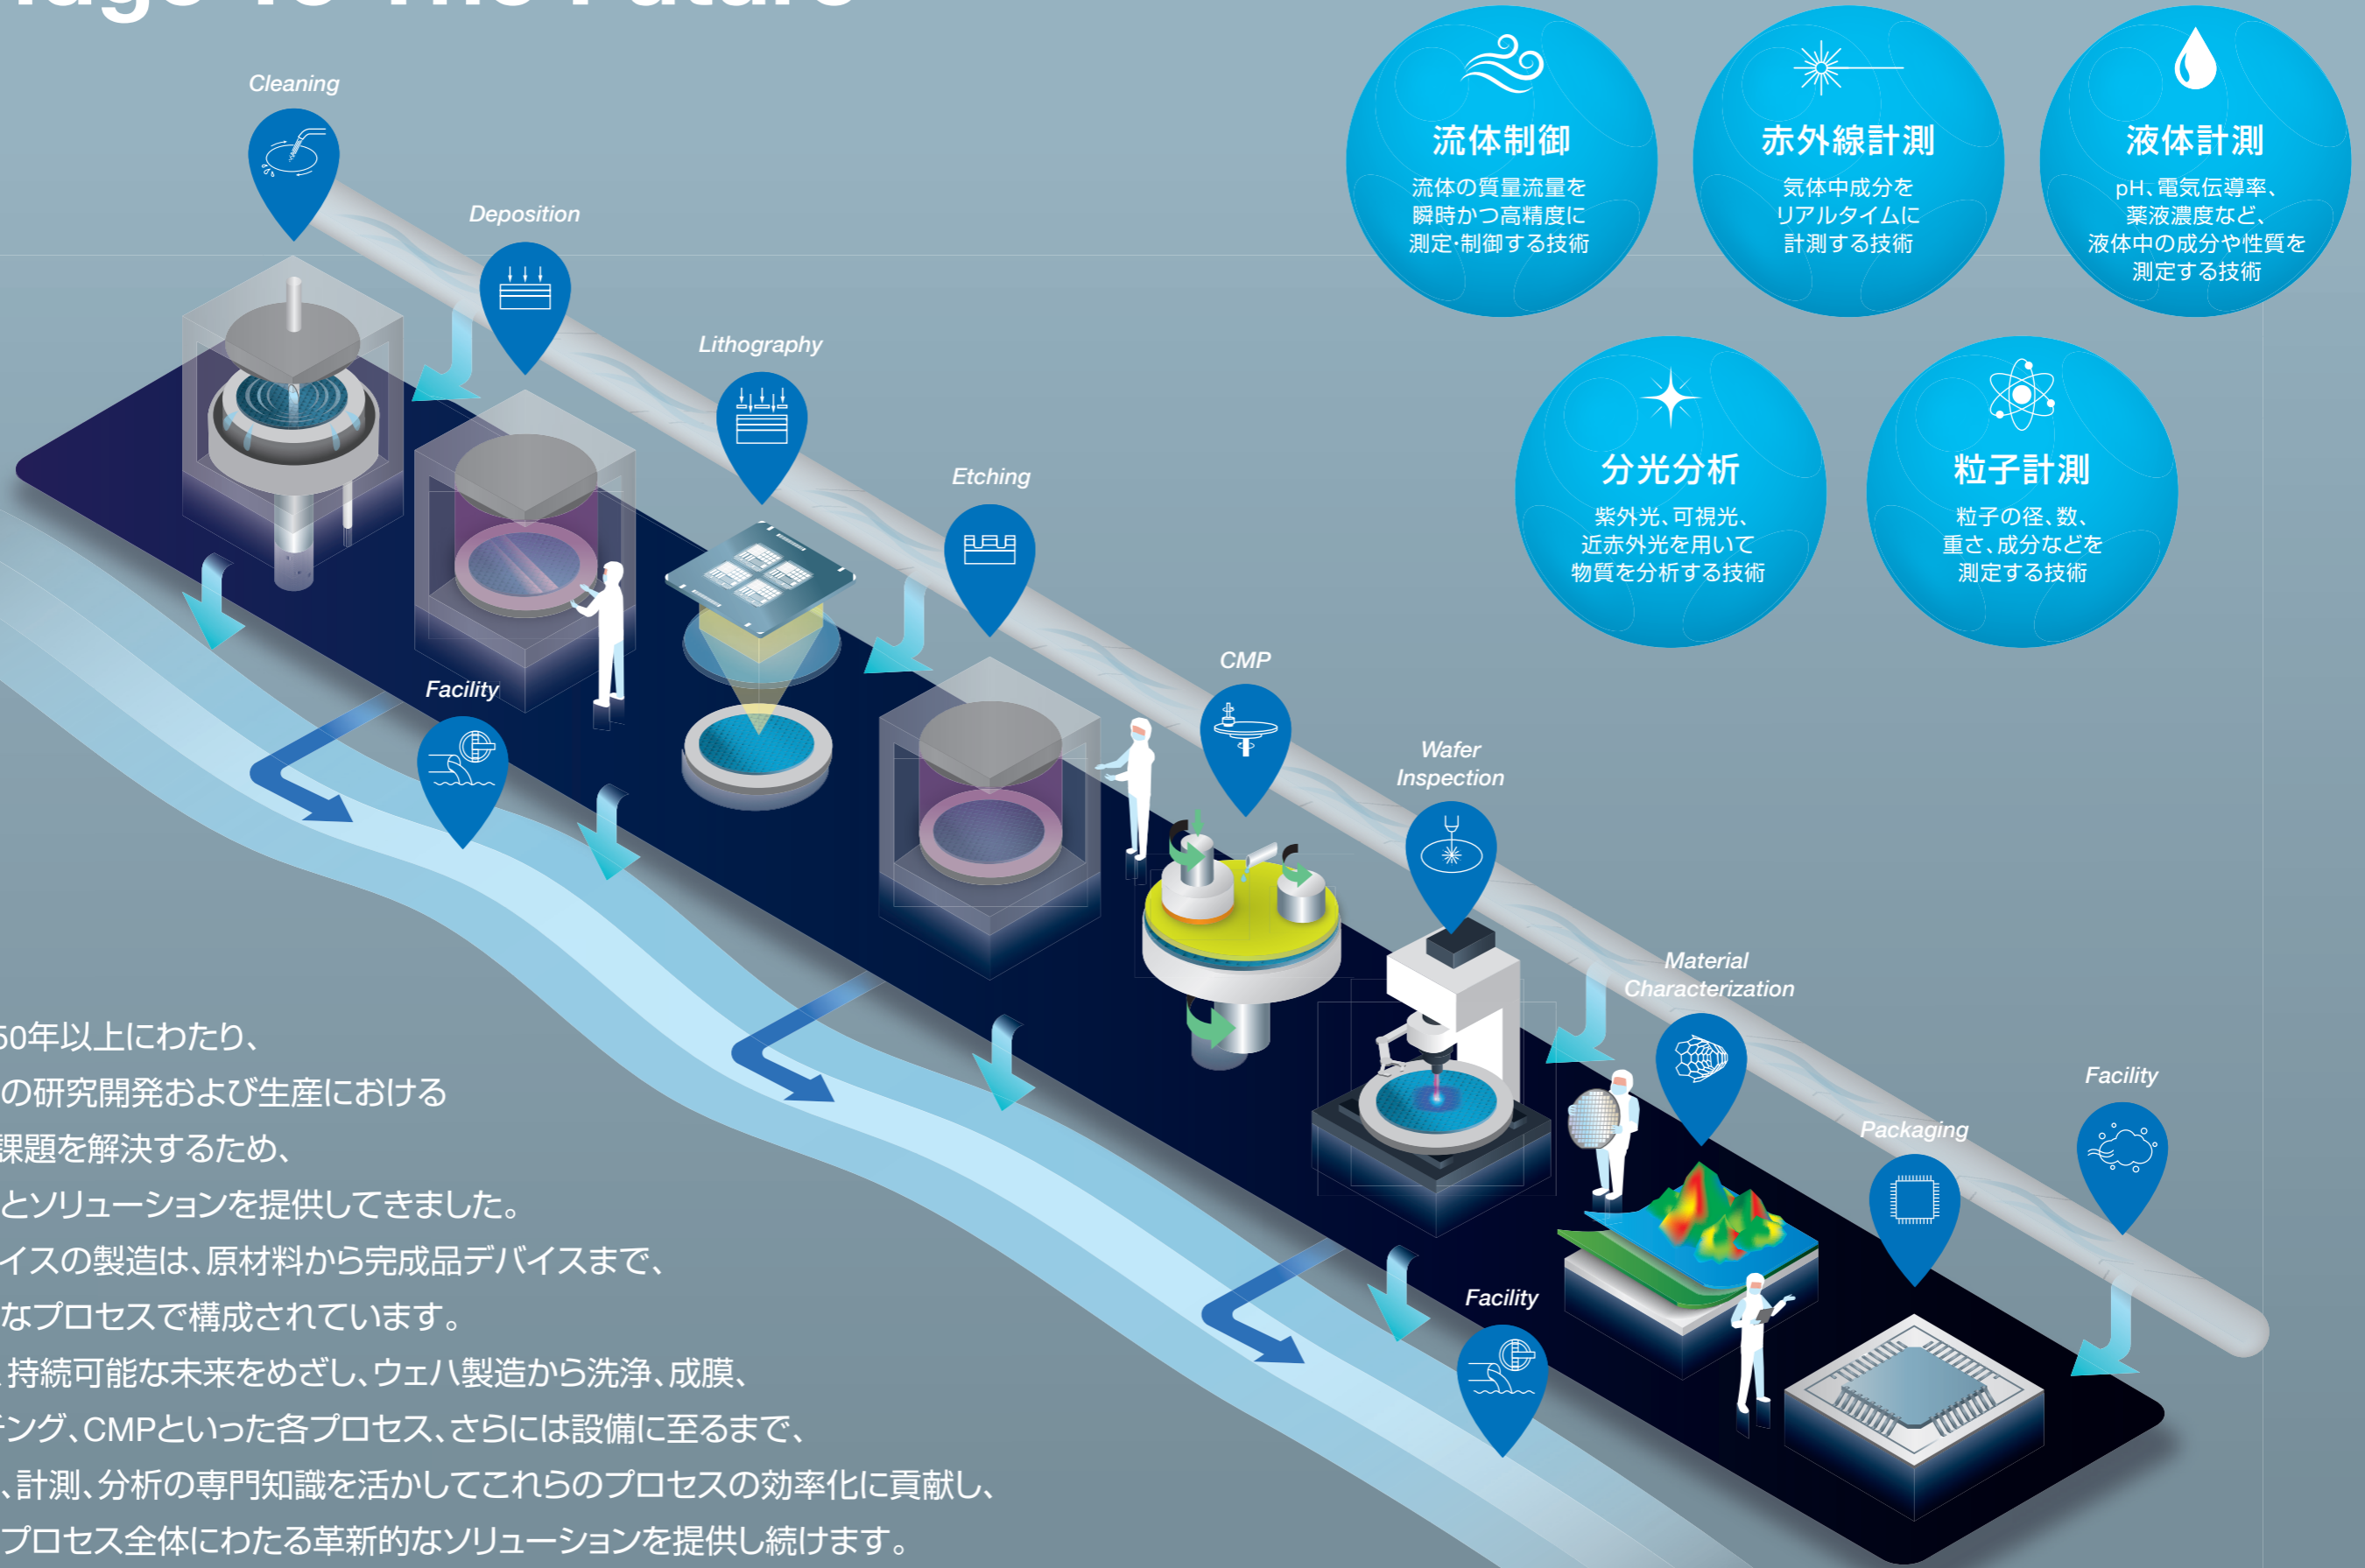 To The Future
Cleaning
Deposition
Lithography
Etching
CMP
Wafer
Inspection
Material
Characterization
Packaging
Facility
Facility
Facility
流体制御
流体の質量流量を
瞬時かつ高精度に
測定・制御する技術
赤外線計測
気体中成分を
リアルタイムに
計測する技術
液体計測
pH、電気伝導率、
薬液濃度など、
液体中の成分や性質を
測定する技術
分光分析
紫外光、可視光、
近赤外光を用いて
物質を分析する技術
粒子計測
粒子の径、数、
重さ、成分などを
測定する技術
50年以上にわたり、
の研究開発および生産における
課題を解決するため、
とソリューションを提供してきました。
イスの製造は、原材料から完成品デバイスまで、
なプロセスで構成されています。
持続可能な未来をめざし、ウェハ製造から洗浄、成膜、
チング、CMPといった各プロセス、さらには設備に至るまで、
、計測、分析の専門知識を活かしてこれらのプロセスの効率化に貢献し、
プロセス全体にわたる革新的なソリューションを提供し続けます。